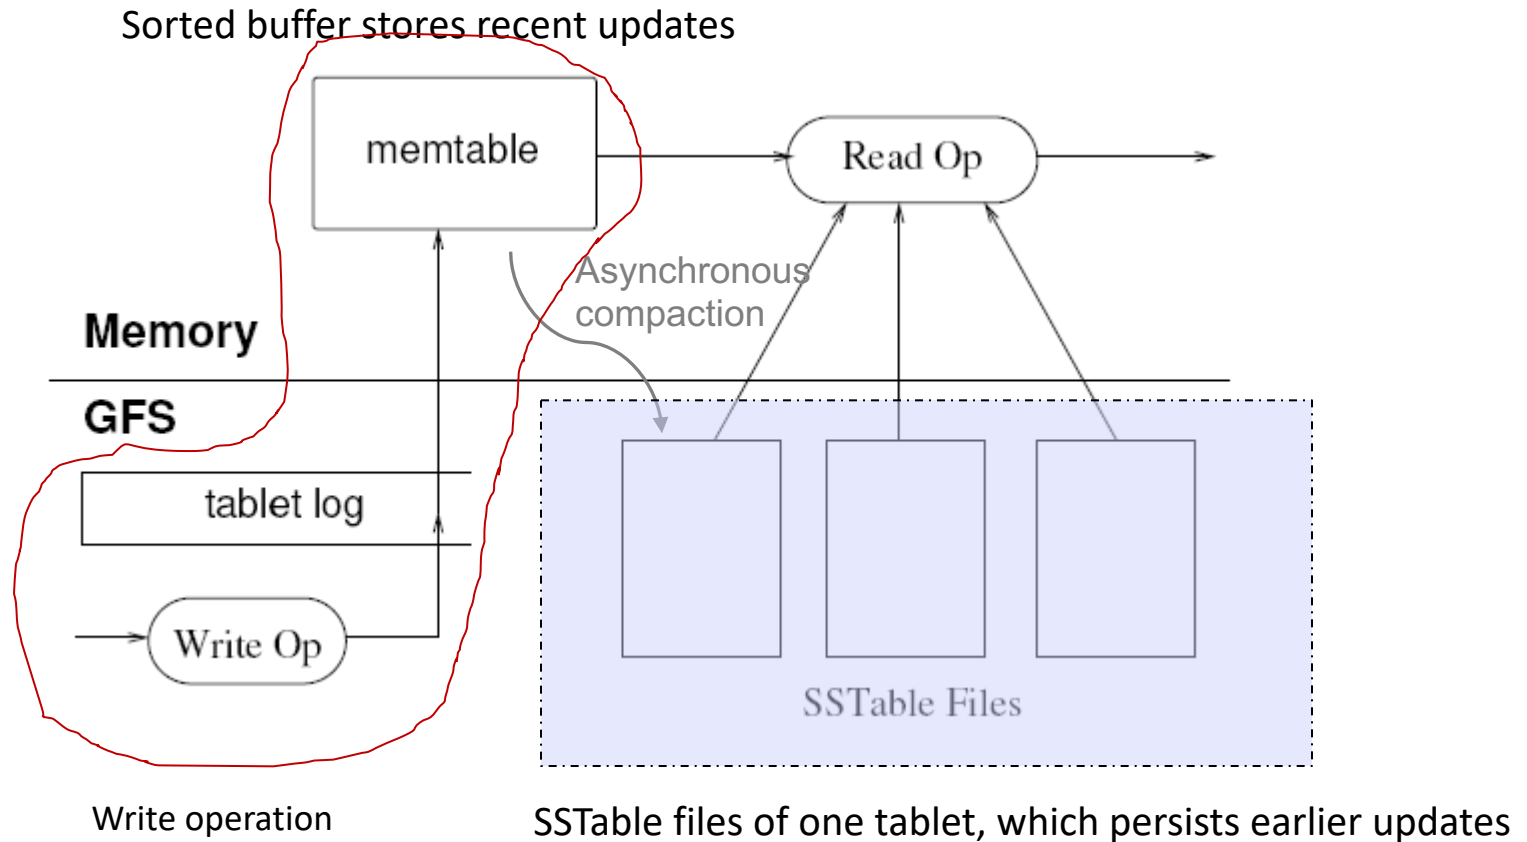 Sorted buffer stores recent updates
memtable
Read Op
Asynchronous
compaction
Memory
GFS
tablet log
Write Op
SSTable Files
Write operation
SSTable files of one tablet, which persists earlier updates